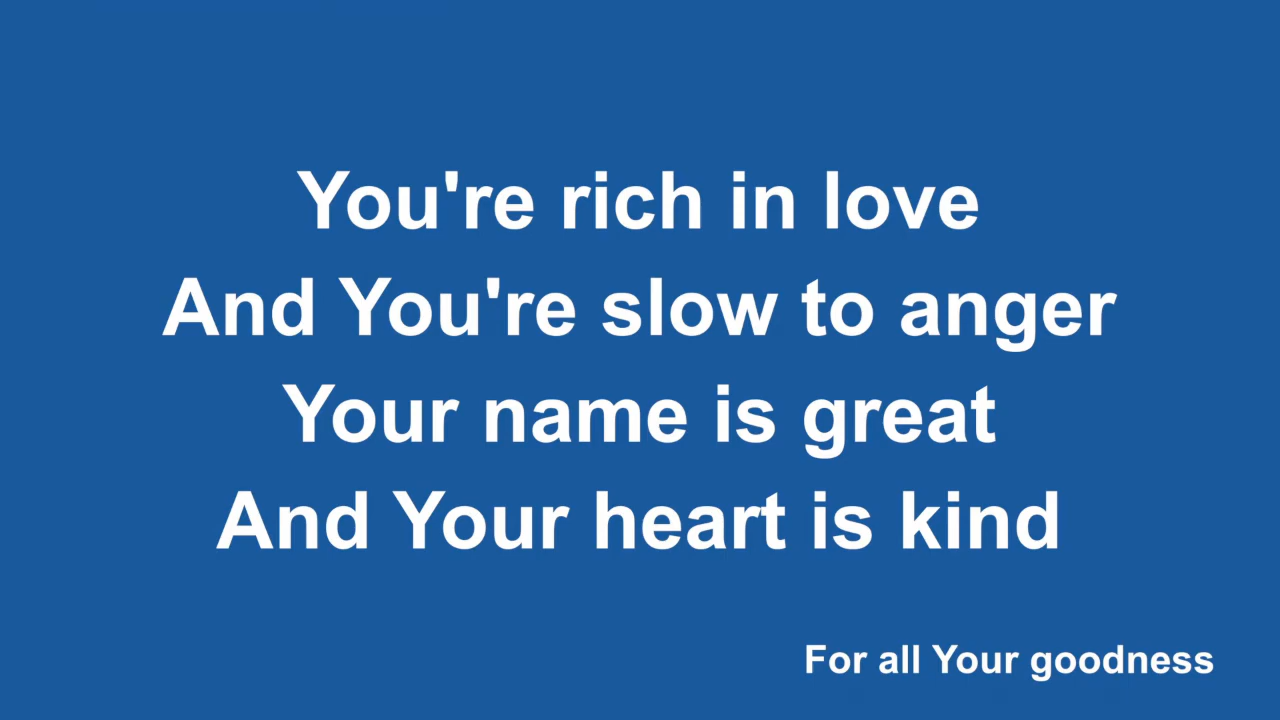 You're rich in love
And You're slow to anger
Your name is great
And Your heart is kind
For all Your goodness